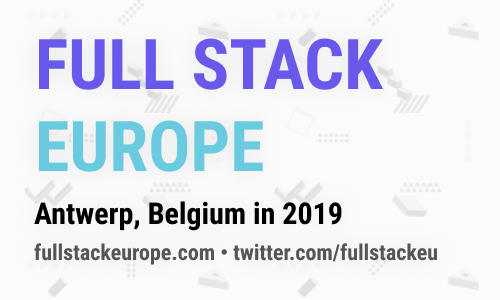 FULL STACK
EUROPE
Antwerp, Belgium in 2019
fullstackeurope.com • twitter.com/fullstackeu